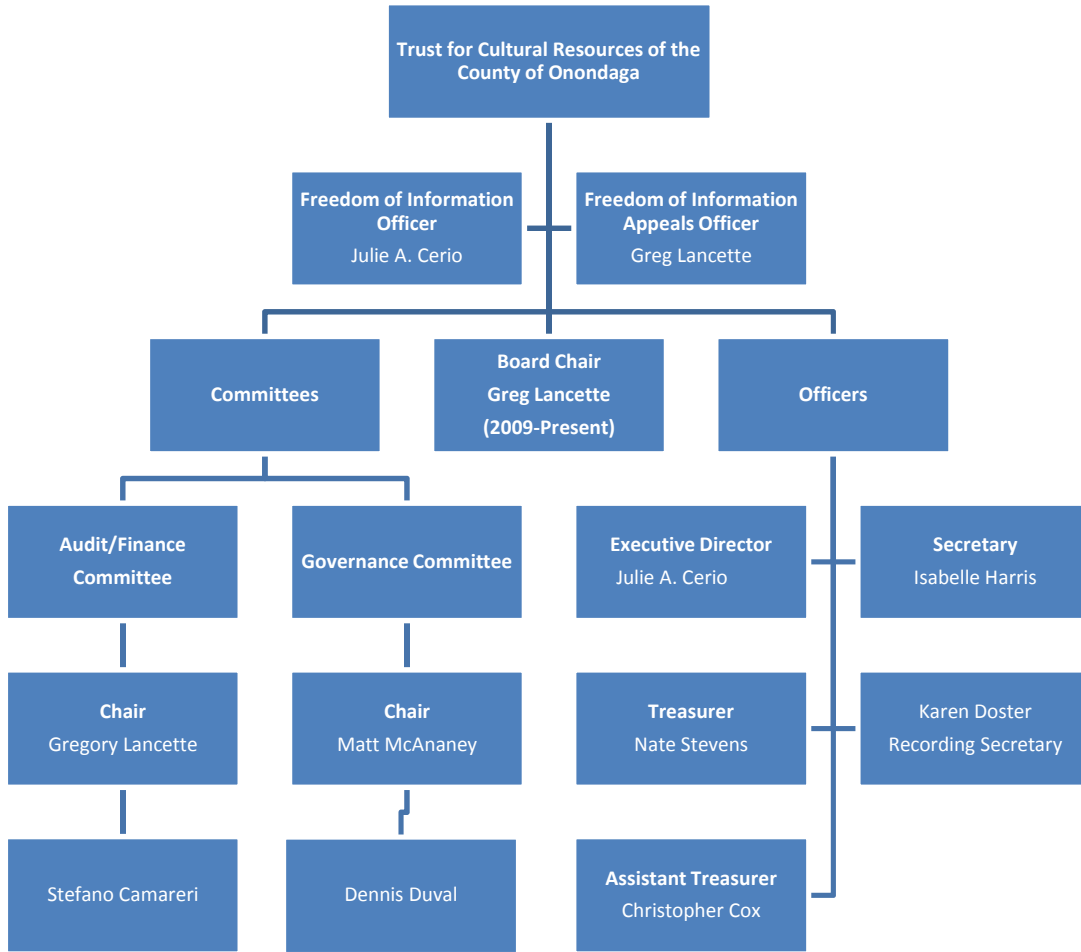 Trust for Cultural Resources of the
County of Onondaga
Freedom of Information
Officer
Julie A. Cerio
Freedom of Information
Appeals Officer
Greg Lancette
Committees
Board Chair
Greg Lancette
(2009-Present)
Officers
Audit/Finance
Committee
Governance Committee
Executive Director
Julie A. Cerio
Secretary
Isabelle Harris
Chair
Gregory Lancette
Chair
Matt McAnaney
Treasurer
Nate Stevens
Karen Doster
Recording Secretary
Stefano Camareri
Dennis Duval
Assistant Treasurer
Christopher Cox